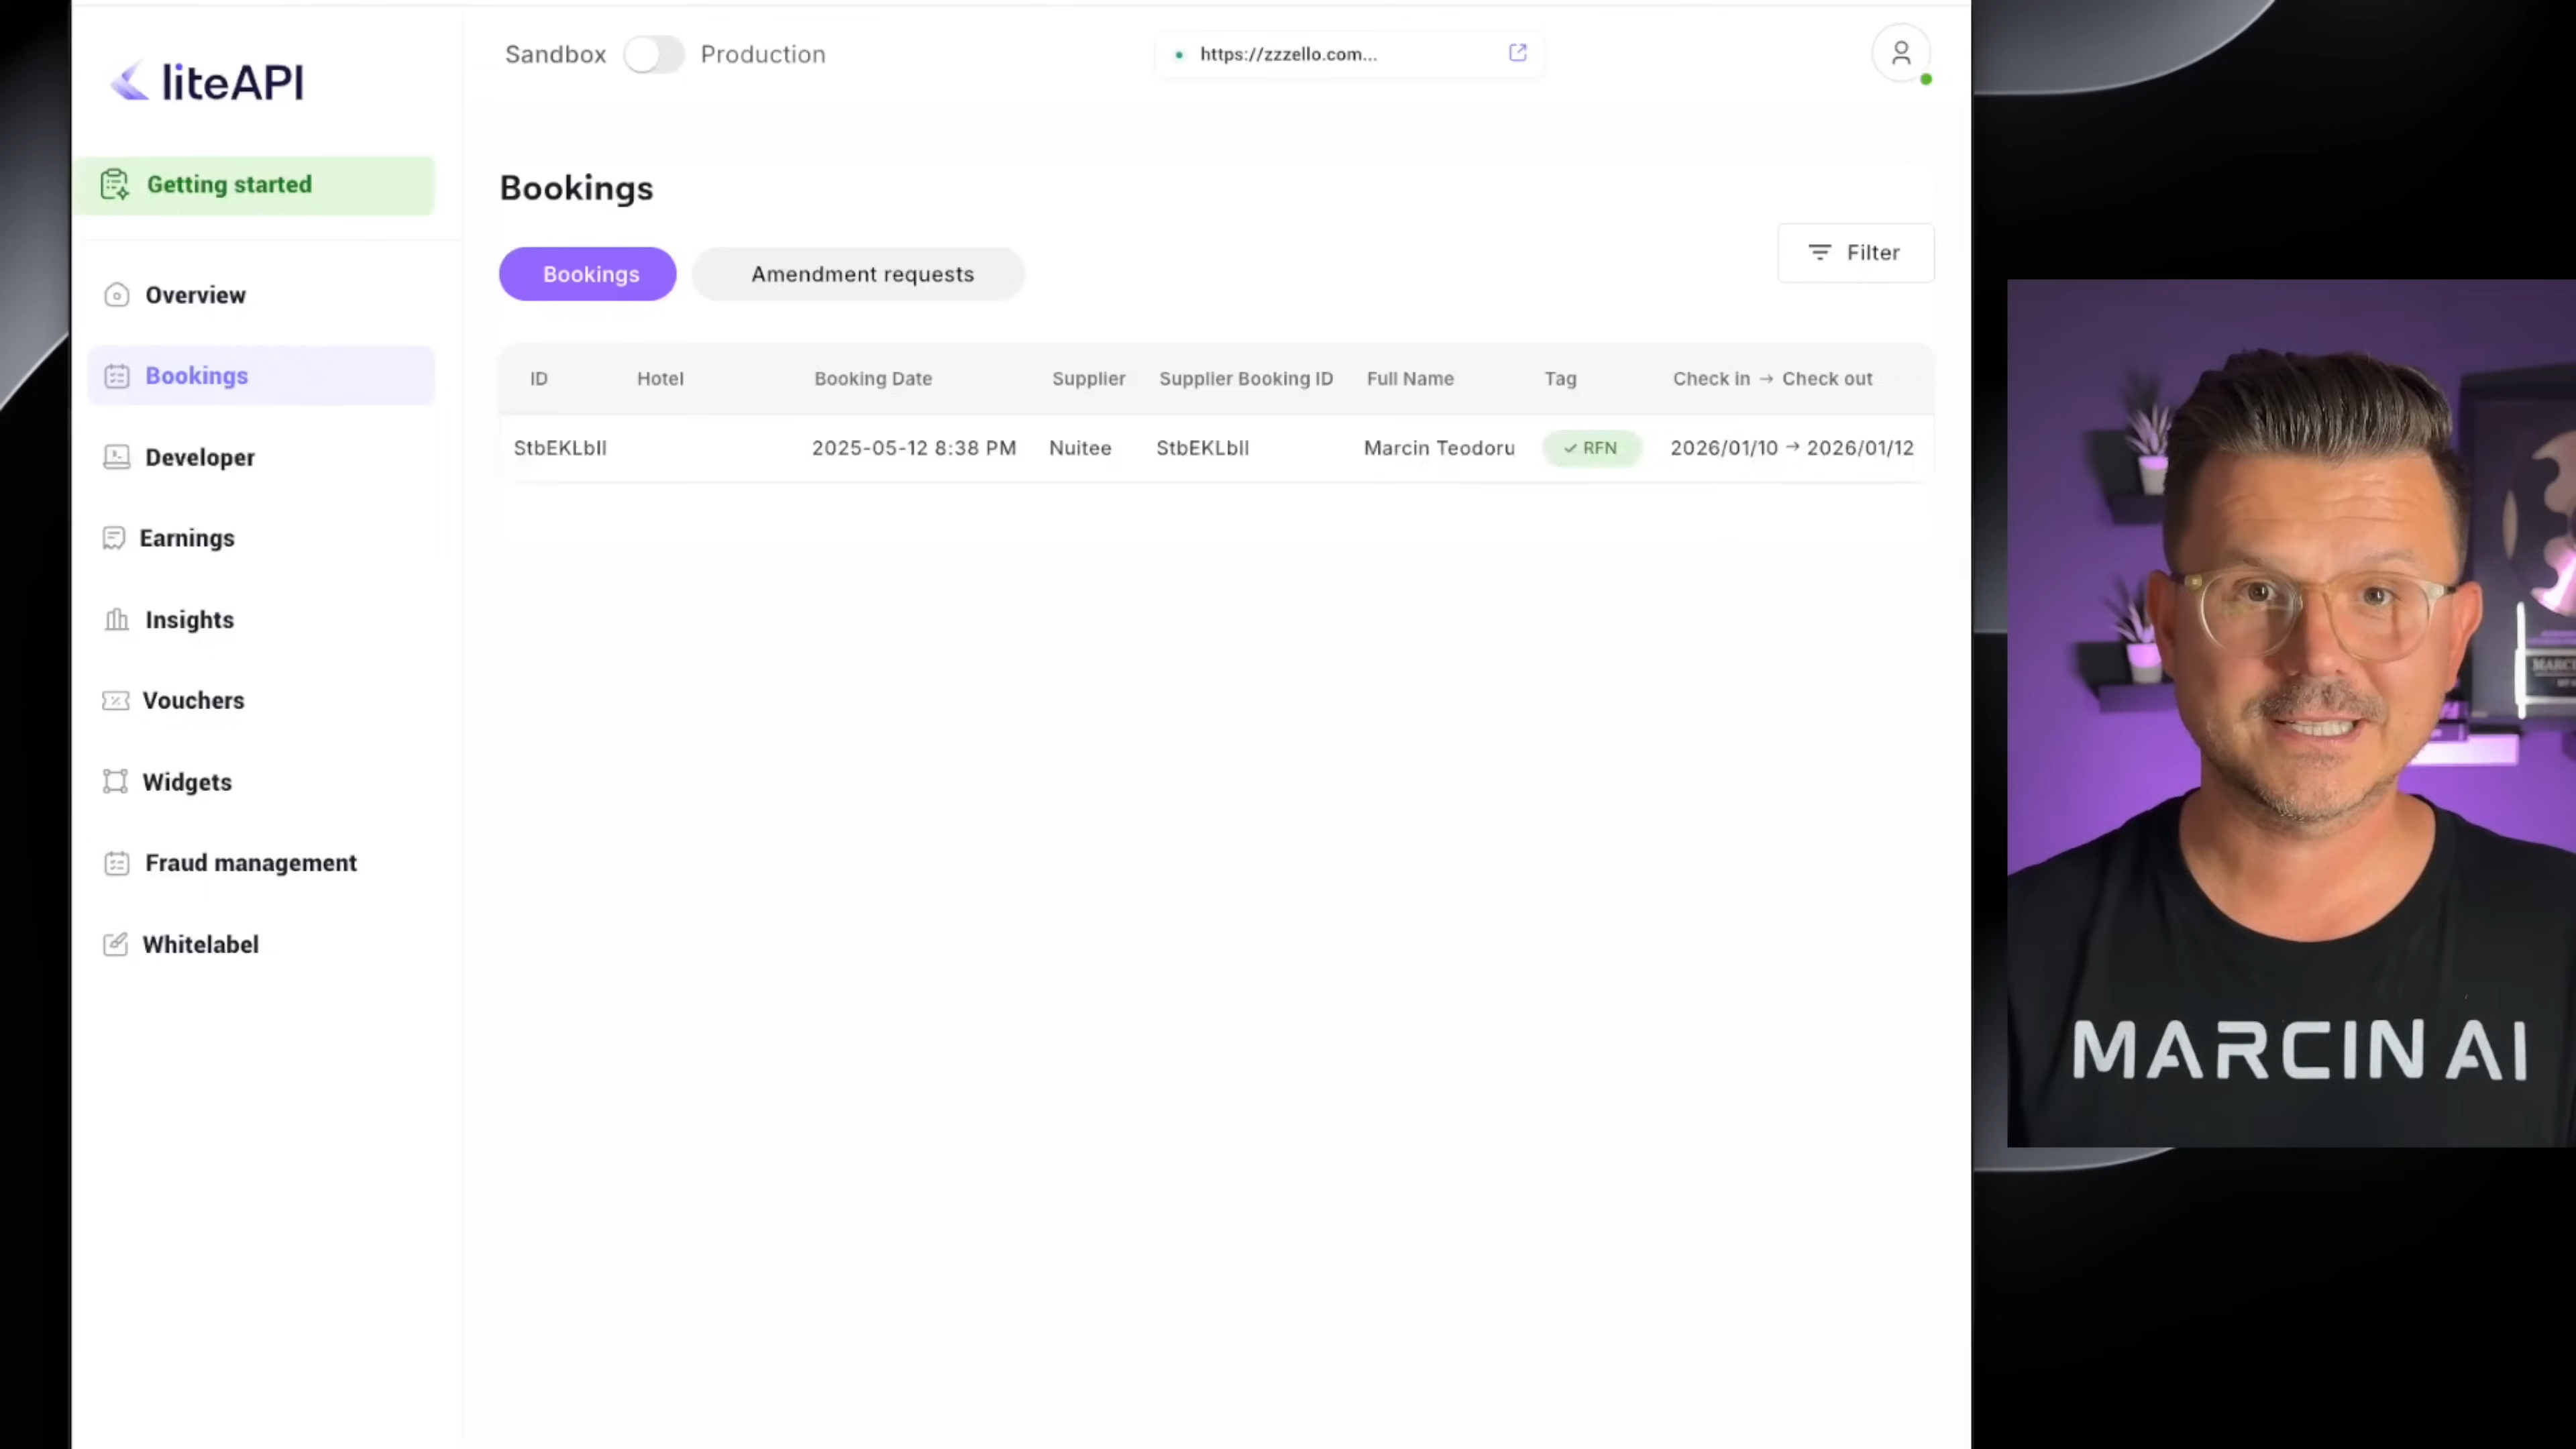 liteAPI
Sandbox Production
https://zzzello.com...
Getting started
Overview
Bookings
Developer
Earnings
Insights
Vouchers
Widgets
Fraud management
Whitelabel
Bookings
Bookings Amendment requests
Filter
ID Hotel Booking Date Supplier Supplier Booking ID Full Name Tag Check in → Check out
StbEKLbIl 2025-05-12 8:38 PM Nuitee StbEKLbIl Marcin Teodoru ✓ RFN 2026/01/10 → 2026/01/12
MARCIN AI